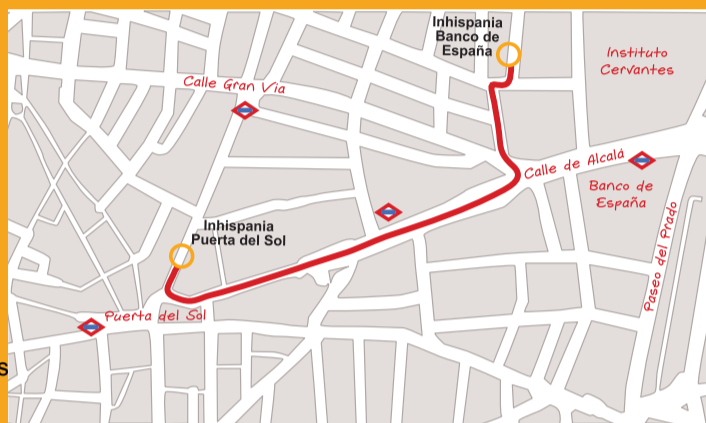 Inhispania
Banco de
España
Instituto
Cervantes
Calle Gran Via
Calle de Alcalá
Banco de
España
Paseo del Prado
Inhispania
Puerta del Sol
Puerta del Sol
s